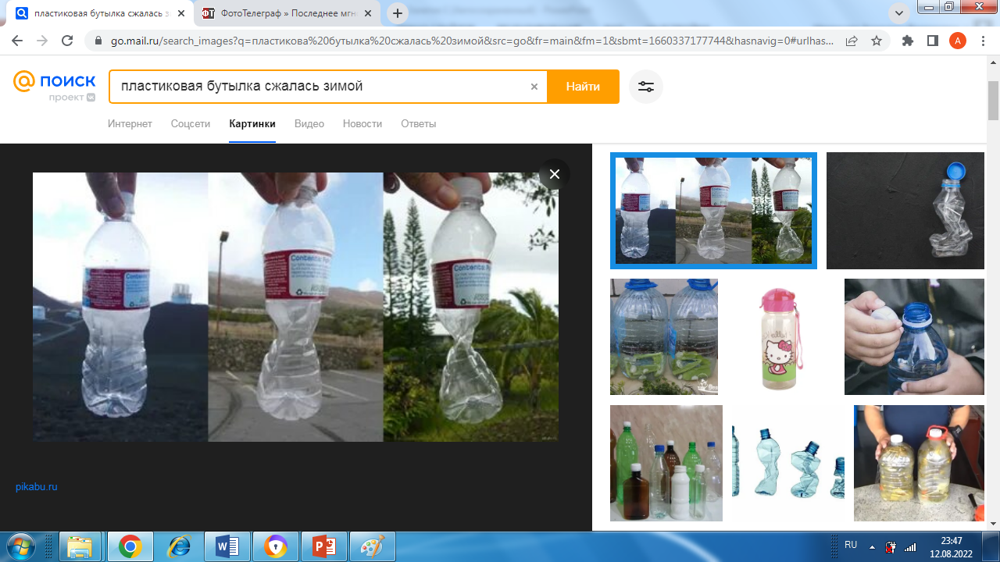 пластиковая бутылка сжалась з
ФотоТелеграф » Последнее мгн
go.mail.ru/search_images?q=пластикова%20бутылка%20сжалась%20зимой&src=go&fr=main&fm=1&sbmt=1660337177744&hasnavig=0#urlhas...
A
ПОИСК
проект
пластиковая бутылка сжалась зимой
Найти
Интернет
Соцсети
Картинки
Видео
Новости
Ответы
pikabu.ru
RU
23:47
12.08.2022